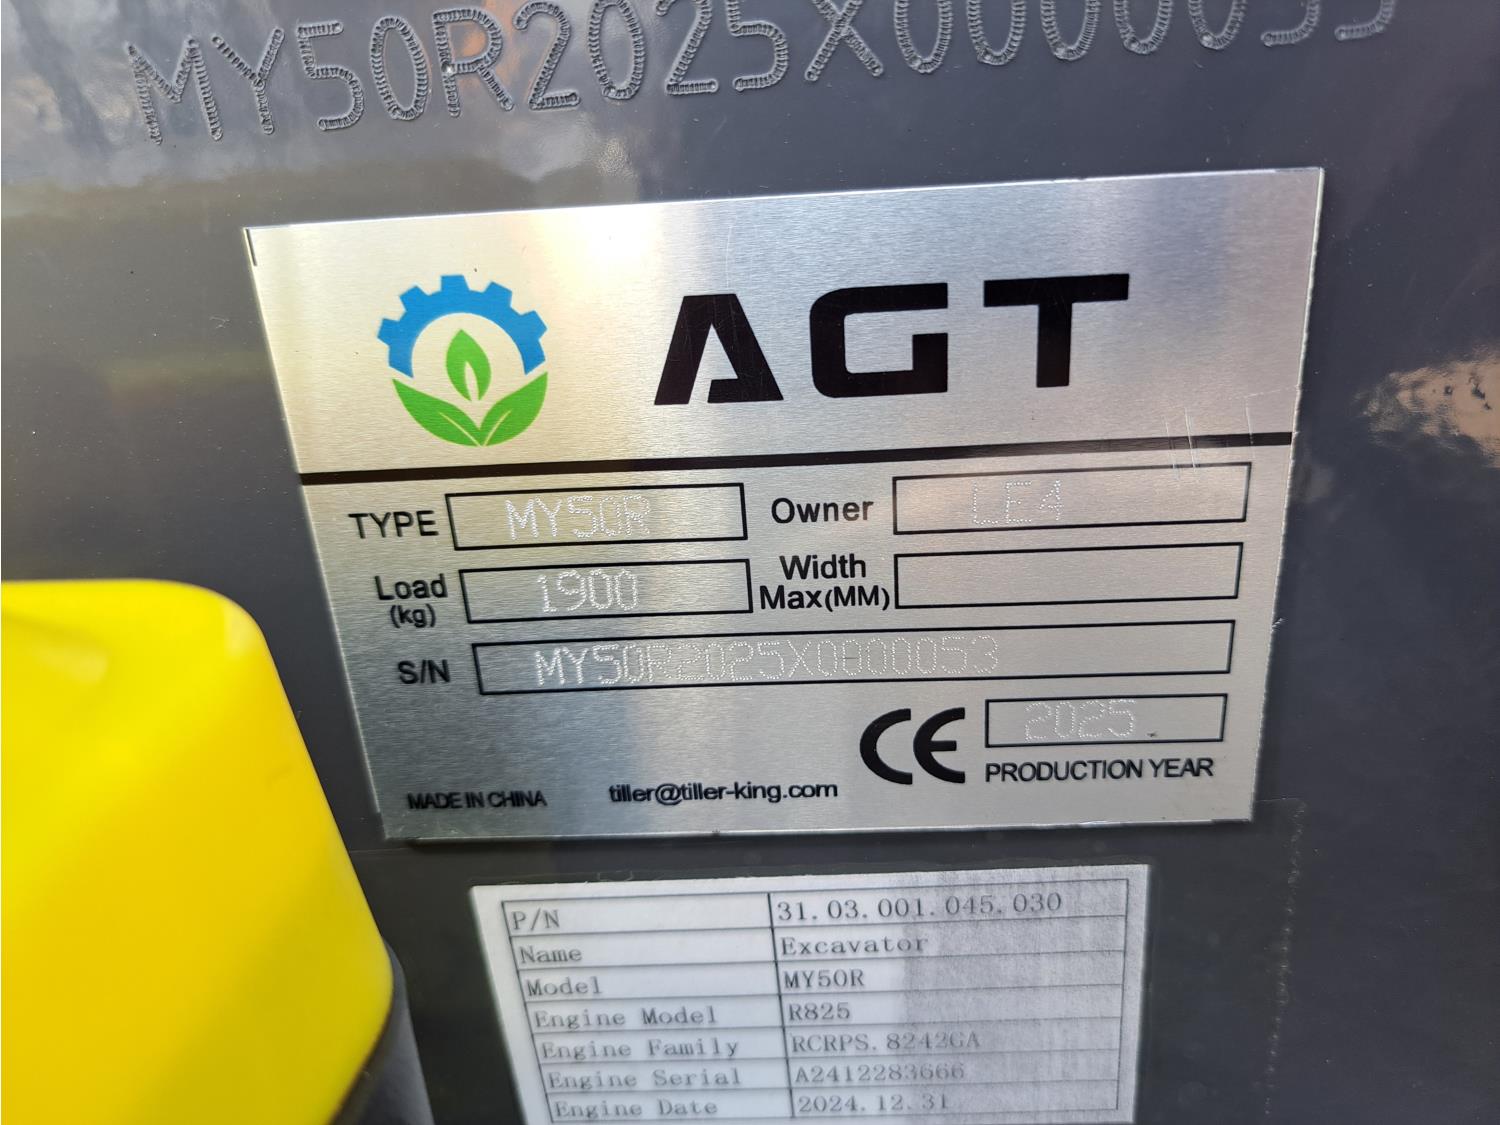 MY50R2025X0000053
AGT
TYPE MY50R Owner LE4
Load (kg) 1900 Width Max(MM)
S/N MY50R2025X0000053
CE 2025.
PRODUCTION YEAR
MADE IN CHINA tiller@tiller-king.com
P/N 31.03.001.045.030
Name Excavator
Model MY50R
Engine Model R825
Engine Family RCRPS.8242GA
Engine Serial A2412283666
Engine Date 2024.12.31